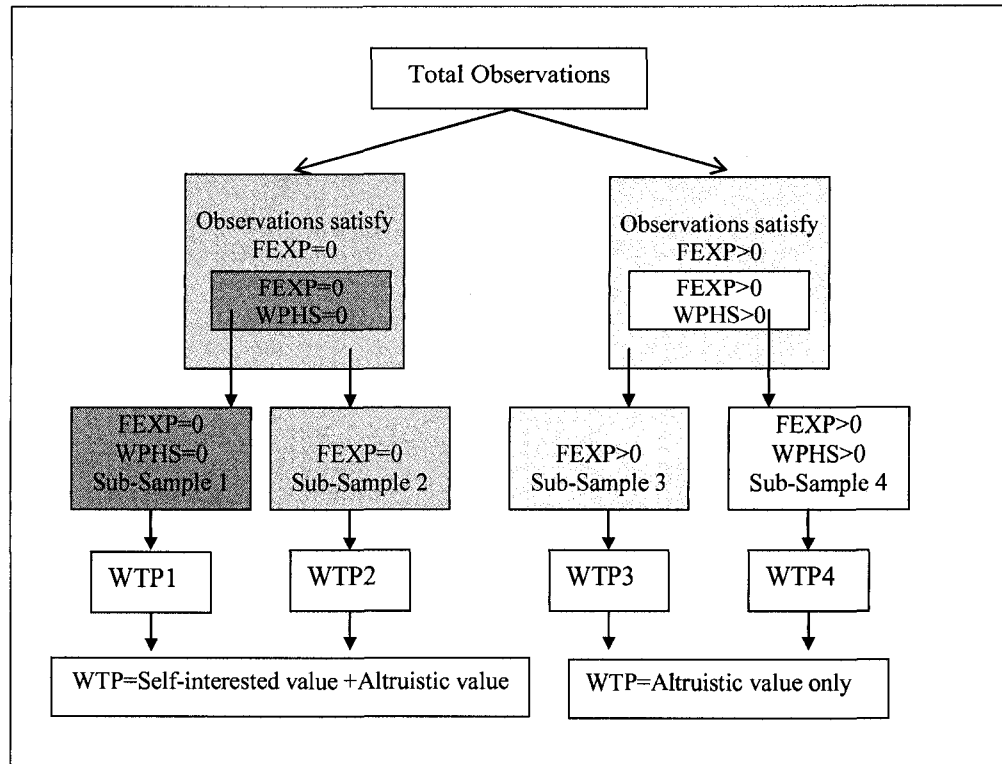 Total Observations
Observations satisfy
FEXP=0
FEXP=0
WPHS=0
Observations satisfy
FEXP>0
FEXP>0
WPHS>0
FEXP=0
WPHS=0
Sub-Sample 1
FEXP=0
Sub-Sample 2
FEXP>0
Sub-Sample 3
FEXP>0
WPHS>0
Sub-Sample 4
WTP1
WTP2
WTP3
WTP4
WTP=Self-interested value +Altruistic value
WTP=Altruistic value only